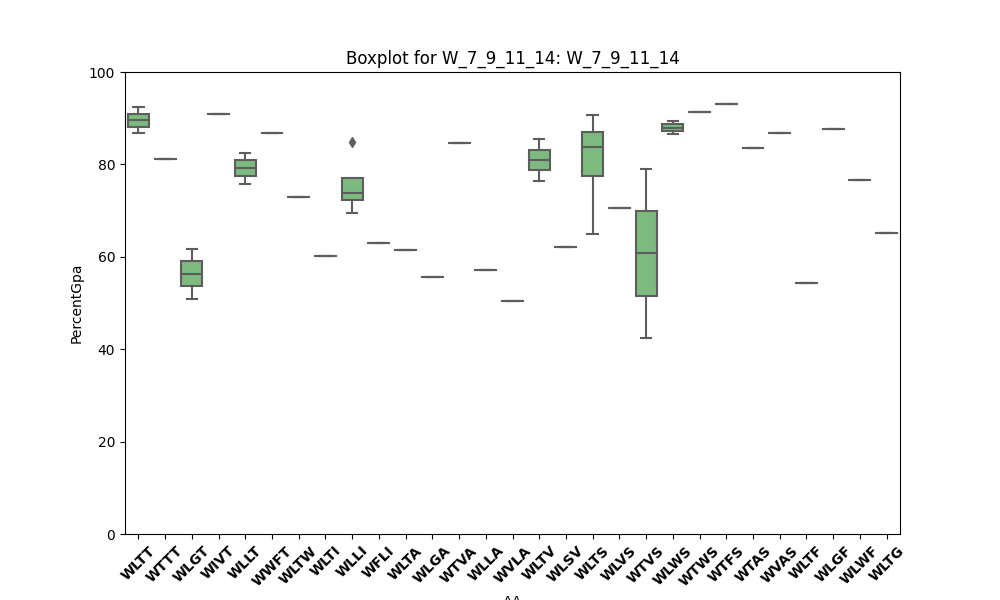 Boxplot for W_7_9_11_14: W_7_9_11_14
PercentGpa
100
80
60
40
20
0
WLTT
WTTT
WLGT
WIVT
WLLT
WWFT
WLTW
WLTI
WLLI
WFLI
WLTA
WLGA
WTVA
WLLA
WVLA
WLTV
WLSV
WLTS
WLVS
WTVS
WLWS
WTWS
WTFS
WTAS
WVAS
WLTF
WLGF
WLWF
WLTG
AA